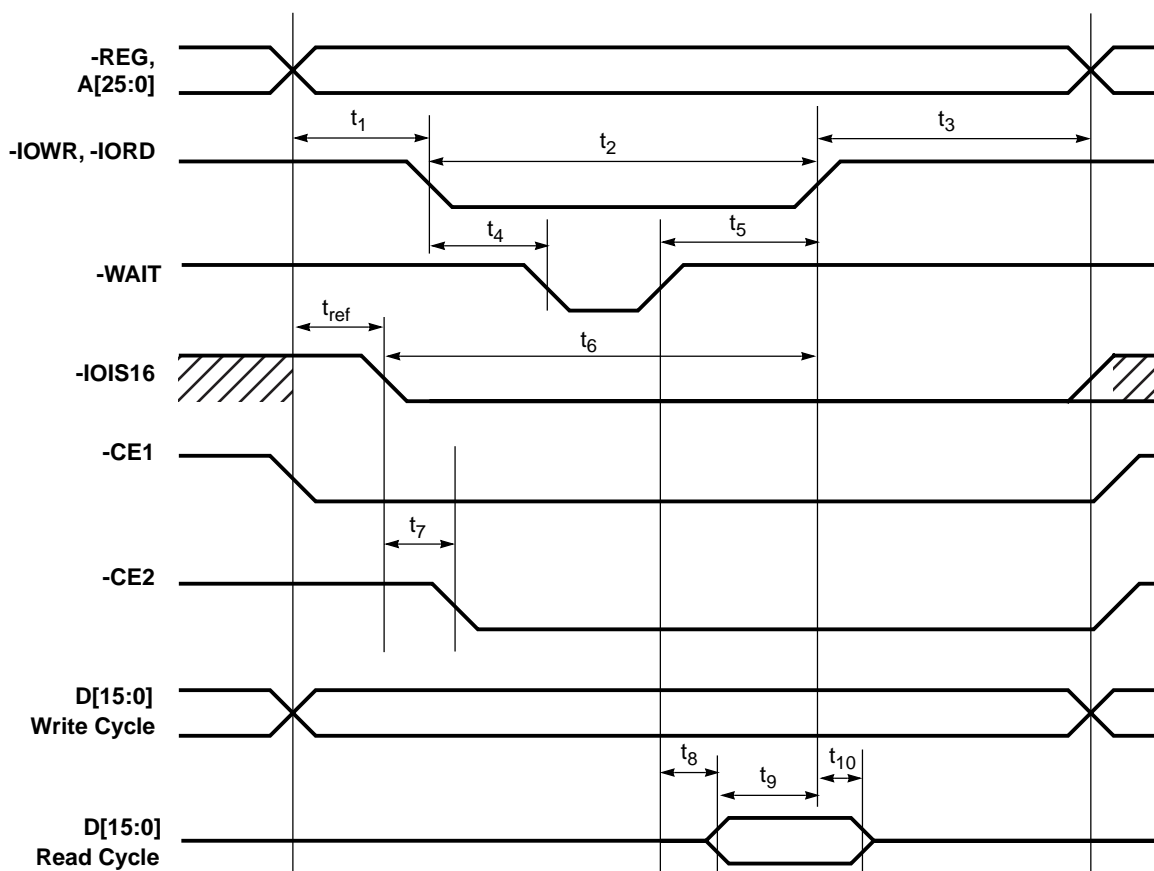 -REG,
A[25:0]
t1
t3
-IOWR, -IORD
t2
t4
t5
-WAIT
tref
t6
-IOIS16
-CE1
t7
-CE2
D[15:0]
Write Cycle
t8
t9
t10
D[15:0]
Read Cycle